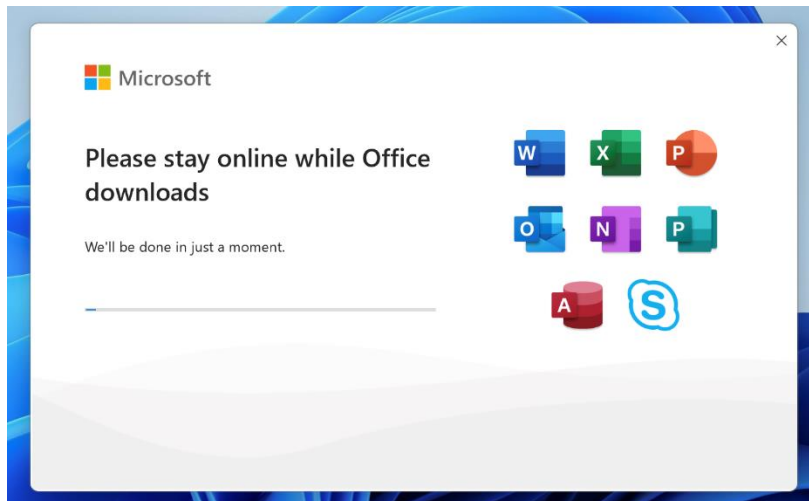 Microsoft
Please stay online while Office
downloads
We'll be done in just a moment.
W X P
O N P
A S